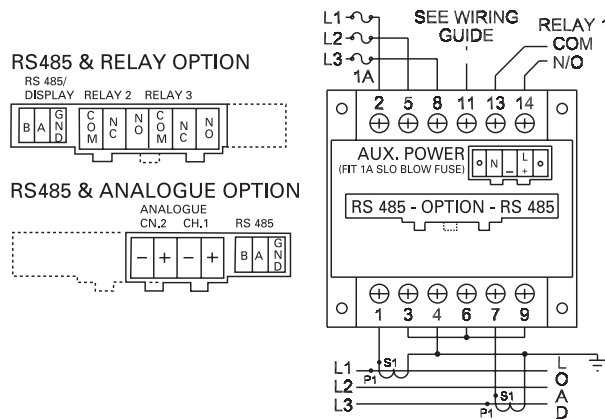 RS485 & RELAY OPTION
RS 485/
DISPLAY RELAY 2 RELAY 3
B A GND COM NC NO COM NC NO
RS485 & ANALOGUE OPTION
ANALOGUE
CN.2 CH.1 RS 485
− + − + B A GND
L1
L2
L3
1A
SEE WIRING
GUIDE
RELAY 1
COM
N/O
2 5 8 11 13 14
AUX. POWER
(FIT 1A SLO BLOW FUSE)
N − L +
RS 485 - OPTION - RS 485
1 3 4 6 7 9
L1 S1
P1
L2
L3 S1
P1
LOAD